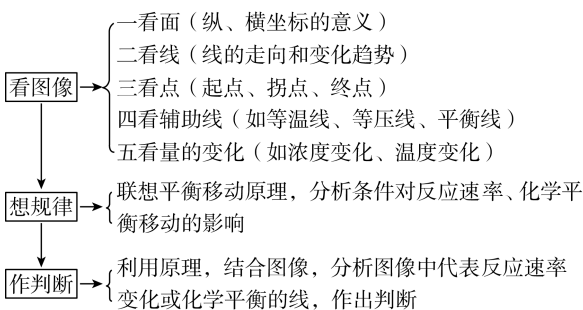 看图像
一看面（纵、横坐标的意义）
二看线（线的走向和变化趋势）
三看点（起点、拐点、终点）
四看辅助线（如等温线、等压线、平衡线）
五看量的变化（如浓度变化、温度变化）
想规律
联想平衡移动原理，分析条件对反应速率、化学平
衡移动的影响
作判断
利用原理，结合图像，分析图像中代表反应速率
变化或化学平衡的线，作出判断